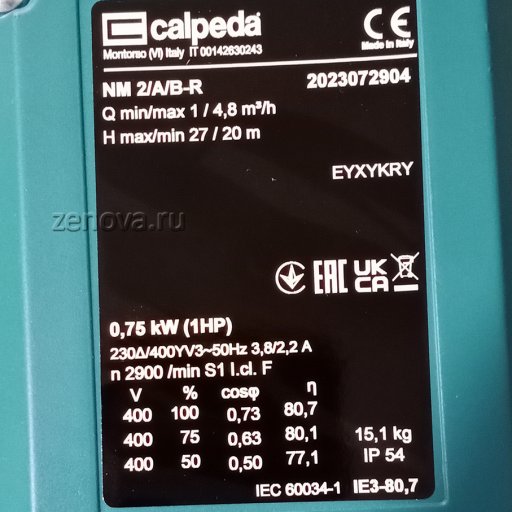 calpeda
Montorso (VI) Italy IT 00142630243
CE
Made in Italy
NM 2/A/B-R
2023072904
Q min/max 1 / 4,8 m³/h
H max/min 27 / 20 m
EYXYKRY
zenova.ru
EAC UK CA
0,75 kW (1HP)
230Δ/400YV3~50Hz 3,8/2,2 A
n 2900 /min S1 I.cl. F
V % cosφ η
400 100 0,73 80,7
400 75 0,63 80,1 15,1 kg
400 50 0,50 77,1 IP 54
IEC 60034-1 IE3-80,7